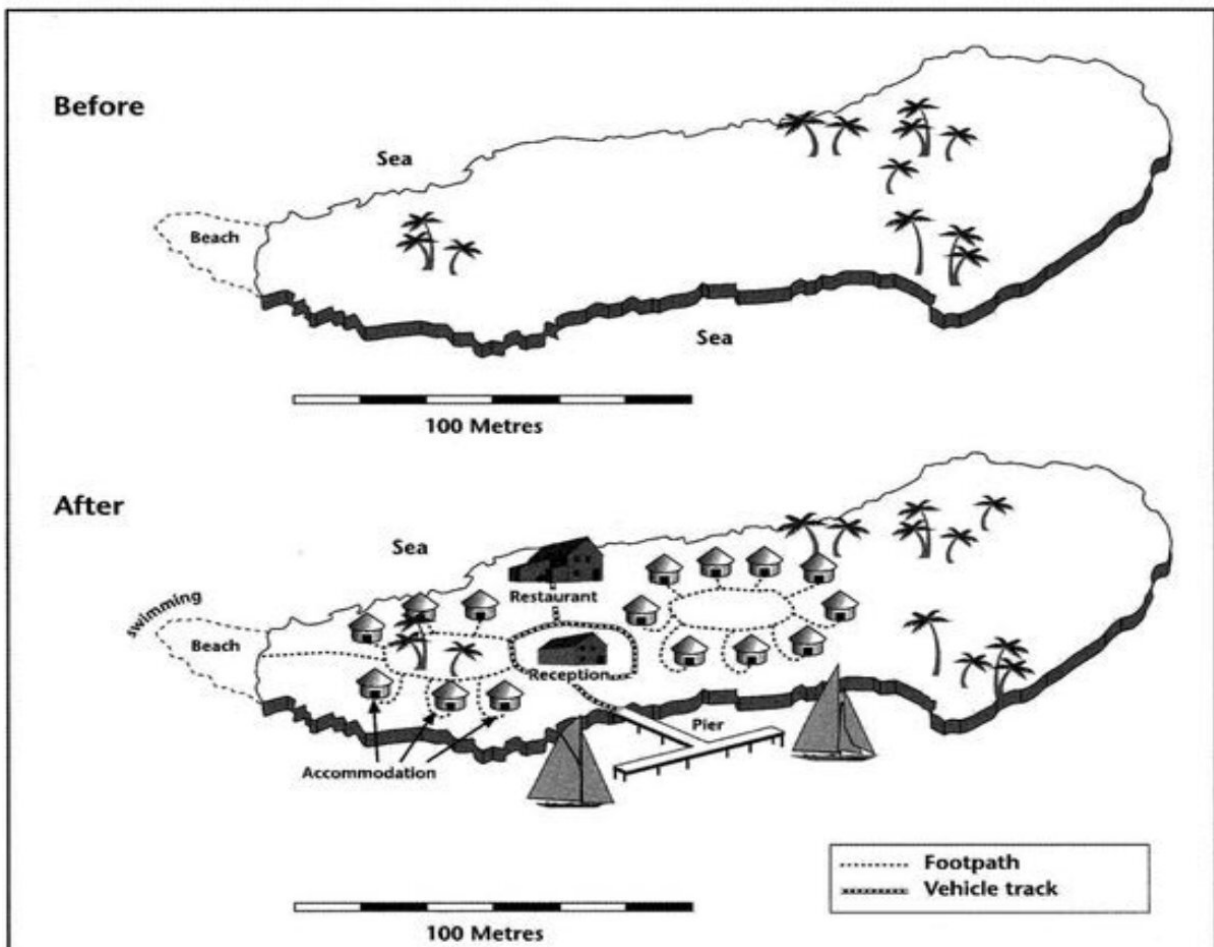 Before
Sea
Beach
Sea
100 Metres
After
Sea
swimming
Restaurant
Beach
Reception
Pier
Accommodation
Footpath
Vehicle track
100 Metres